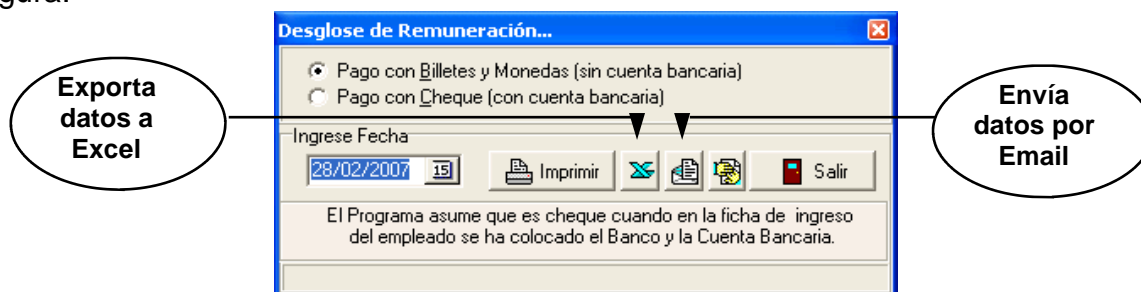 gura.
Desglose de Remuneración...
Pago con Billetes y Monedas (sin cuenta bancaria)
Pago con Cheque (con cuenta bancaria)
Exporta
datos a
Excel
Envía
datos por
Email
Ingrese Fecha
28/02/2007 15 Imprimir Salir
El Programa asume que es cheque cuando en la ficha de ingreso
del empleado se ha colocado el Banco y la Cuenta Bancaria.